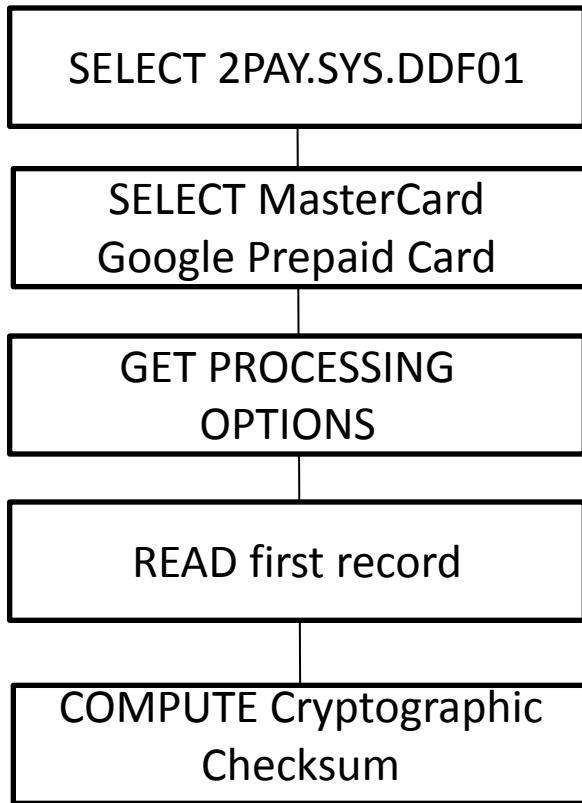 SELECT 2PAY.SYS.DDF01
SELECT MasterCard
Google Prepaid Card
GET PROCESSING
OPTIONS
READ first record
COMPUTE Cryptographic
Checksum